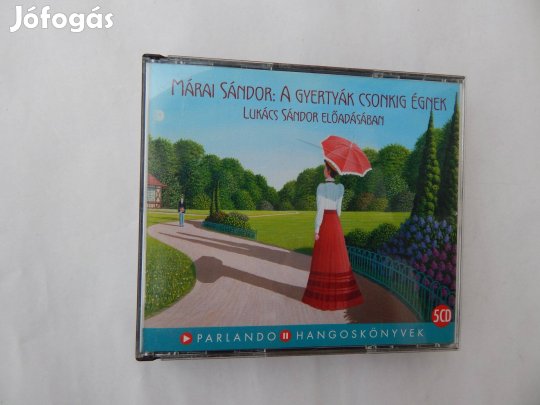 Jófogás
MÁRAI SÁNDOR: A GYERTYÁK CSONKIG ÉGNEK
LUKÁCS SÁNDOR ELŐADÁSÁBAN
5CD
PARLANDO HANGOSKÖNYVEK